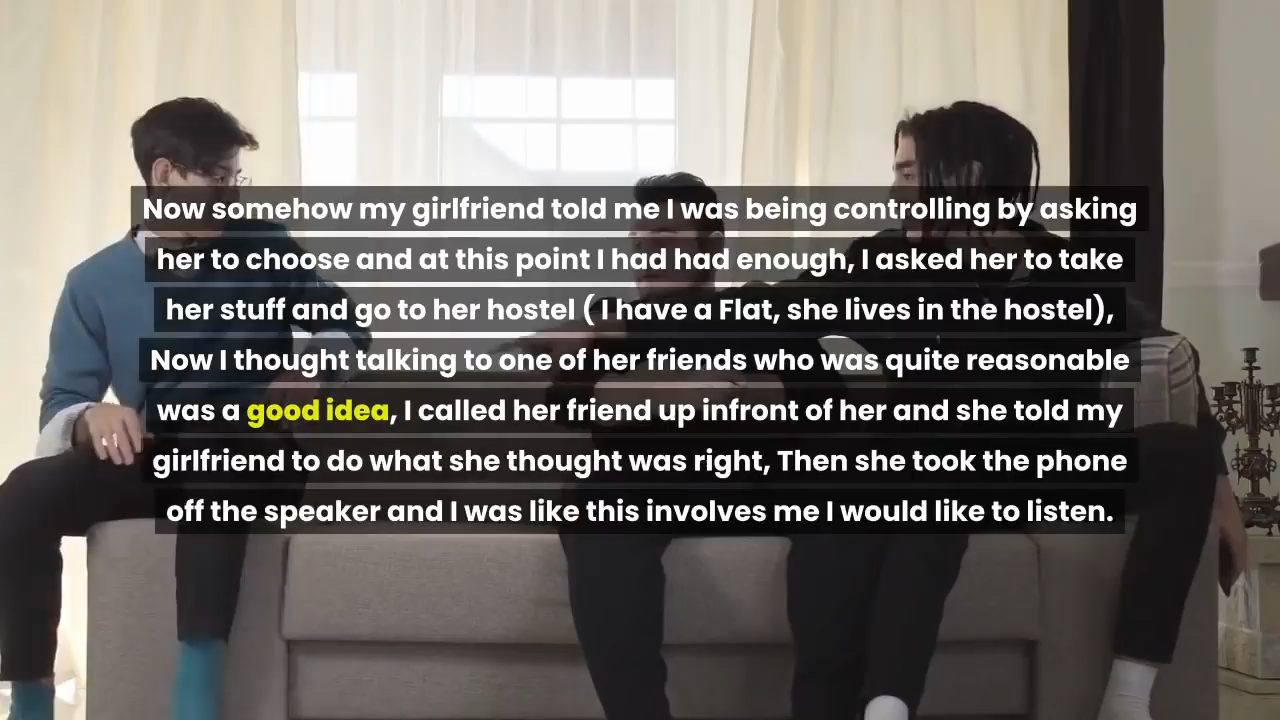 Now somehow my girlfriend told me I was being controlling by asking
her to choose and at this point I had had enough, I asked her to take
her stuff and go to her hostel ( I have a Flat, she lives in the hostel),
Now I thought talking to one of her friends who was quite reasonable
was a good idea, I called her friend up infront of her and she told my
girlfriend to do what she thought was right, Then she took the phone
off the speaker and I was like this involves me I would like to listen.